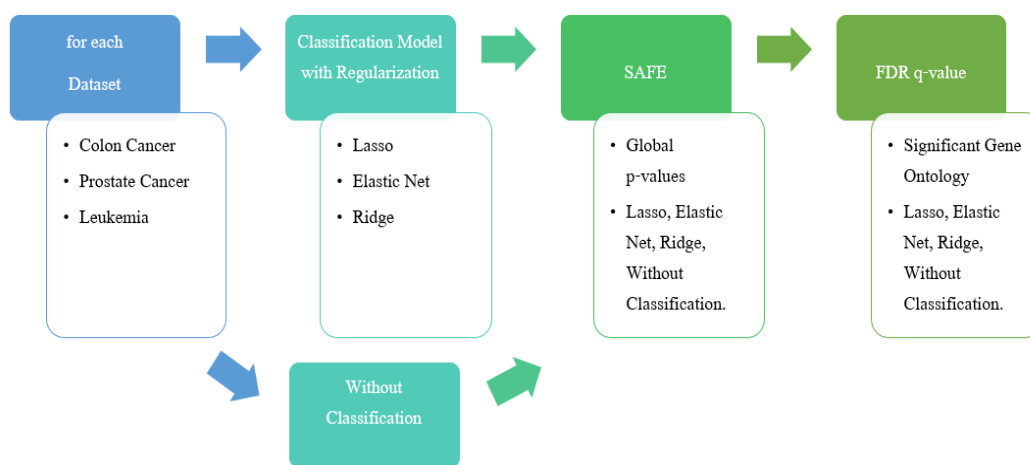 for each
Dataset
• Colon Cancer
• Prostate Cancer
• Leukemia
Classification Model
with Regularization
• Lasso
• Elastic Net
• Ridge
Without
Classification
SAFE
• Global
p-values
• Lasso, Elastic
Net, Ridge,
Without
Classification.
FDR q-value
• Significant Gene
Ontology
• Lasso, Elastic
Net, Ridge,
Without
Classification.